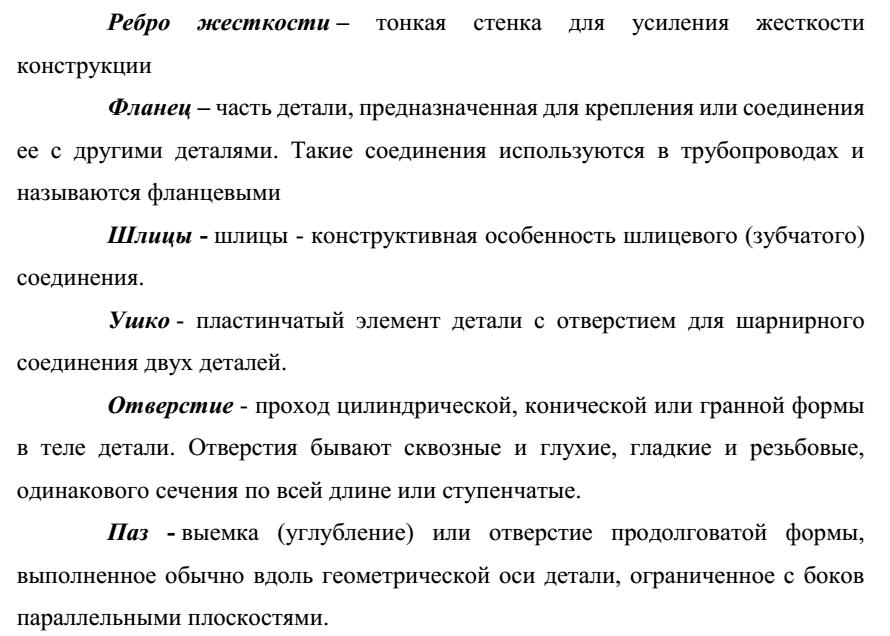 Ребро жесткости – тонкая стенка для усиления жесткости
конструкции
Фланец – часть детали, предназначенная для крепления или соединения
ее с другими деталями. Такие соединения используются в трубопроводах и
называются фланцевыми
Шлицы - шлицы - конструктивная особенность шлицевого (зубчатого)
соединения.
Ушко - пластинчатый элемент детали с отверстием для шарнирного
соединения двух деталей.
Отверстие - проход цилиндрической, конической или гранной формы
в теле детали. Отверстия бывают сквозные и глухие, гладкие и резьбовые,
одинакового сечения по всей длине или ступенчатые.
Паз - выемка (углубление) или отверстие продолговатой формы,
выполненное обычно вдоль геометрической оси детали, ограниченное с боков
параллельными плоскостями.